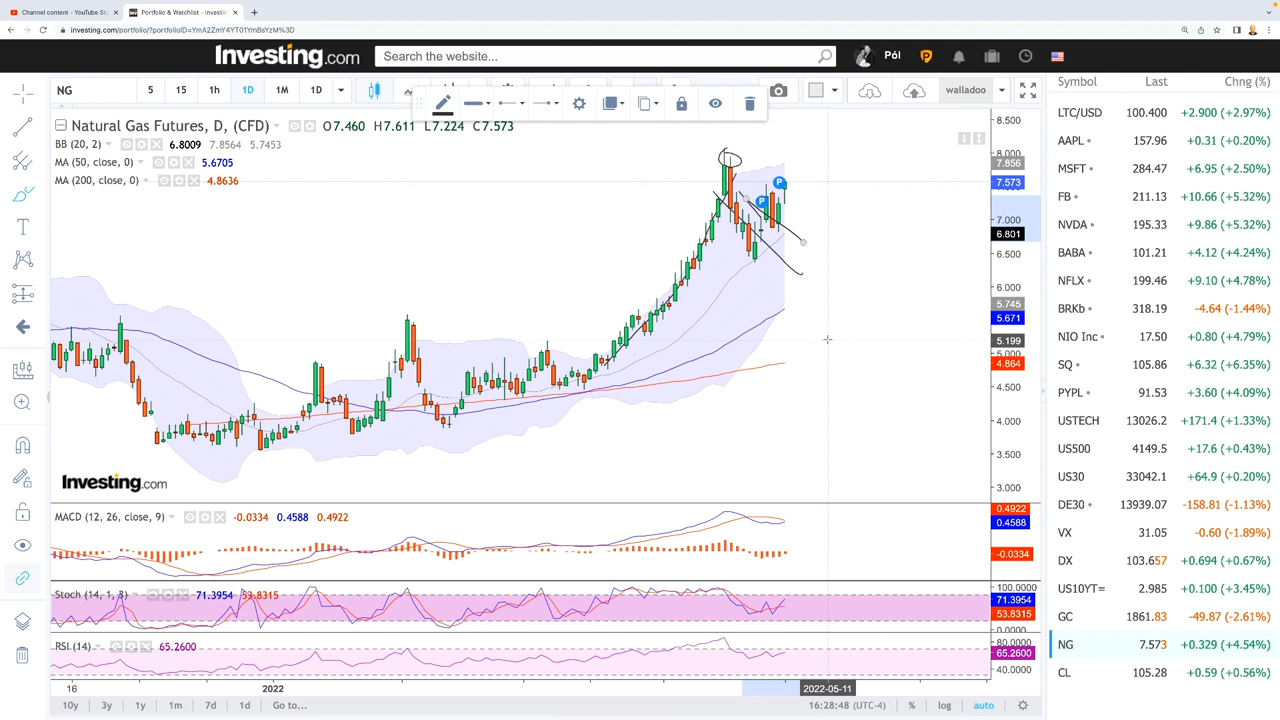 Channel content - YouTube Stu
Portfolio & Watchlist - Investin
investing.com/portfolio/?portfolioID=YmA2ZmY4YT01YmBsYzM%3D
Investing.com
Search the website...
Pól
NG
5 15 1h 1D 1M 1D
walladoo
Natural Gas Futures, D, (CFD)
O7.460 H7.611 L7.224 C7.573
BB (20, 2) 6.8009 7.8564 5.7453
MA (50, close, 0) 5.6705
MA (200, close, 0) 4.8636
P
P
8.500
8.000
7.856
7.573
7.000
6.801
6.500
6.000
5.745
5.671
5.199
5.000
4.864
4.500
4.000
3.500
3.000
Investing.com
MACD (12, 26, close, 9) -0.0334 0.4588 0.4922
0.4922
0.4588
-0.0334
Stoch (14, 1, 3) 71.3954 53.8315
100.0000
71.3954
53.8315
0.0000
RSI (14) 65.2600
80.0000
65.2600
40.0000
16 2022 2022-05-11
10y 3y 1y 1m 7d 1d Go to...
16:28:48 (UTC-4) % log auto
Symbol Last Chng (%)
LTC/USD 100.400 +2.900 (+2.97%)
AAPL 157.96 +0.31 (+0.20%)
MSFT 284.47 +6.95 (+2.50%)
FB 211.13 +10.66 (+5.32%)
NVDA 195.33 +9.86 (+5.32%)
BABA 101.21 +4.12 (+4.24%)
NFLX 199.46 +9.10 (+4.78%)
BRKb 318.19 -4.64 (-1.44%)
NIO Inc 17.50 +0.80 (+4.79%)
SQ 105.86 +6.32 (+6.35%)
PYPL 91.53 +3.60 (+4.09%)
USTECH 13026.2 +171.4 (+1.33%)
US500 4149.5 +17.6 (+0.43%)
US30 33042.1 +64.9 (+0.20%)
DE30 13939.07 -158.81 (-1.13%)
VX 31.05 -0.60 (-1.89%)
DX 103.657 +0.694 (+0.67%)
US10YT= 2.985 +0.100 (+3.45%)
GC 1861.83 -49.87 (-2.61%)
NG 7.573 +0.329 (+4.54%)
CL 105.28 +0.59 (+0.56%)